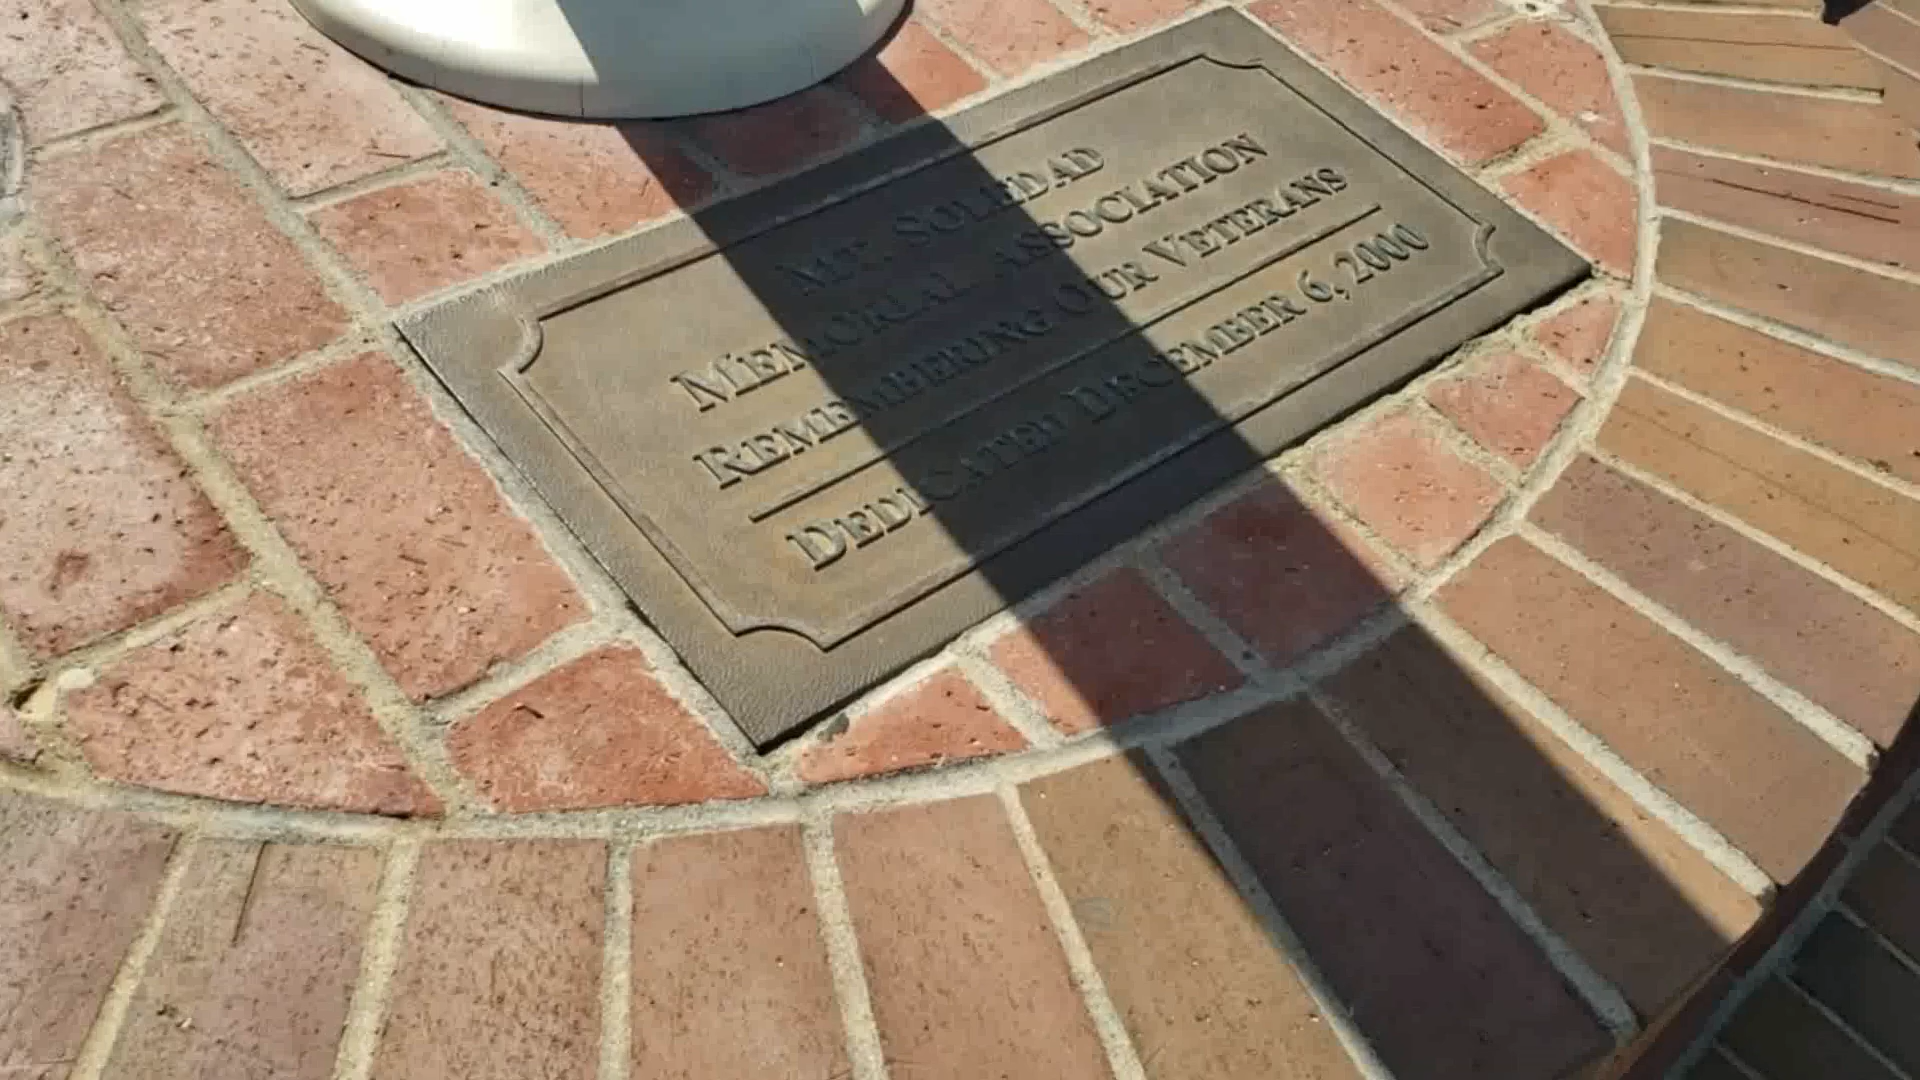 MT. SOLEDAD
MEMORIAL ASSOCIATION
REMEMBERING OUR VETERANS
DEDICATED DECEMBER 6, 2000